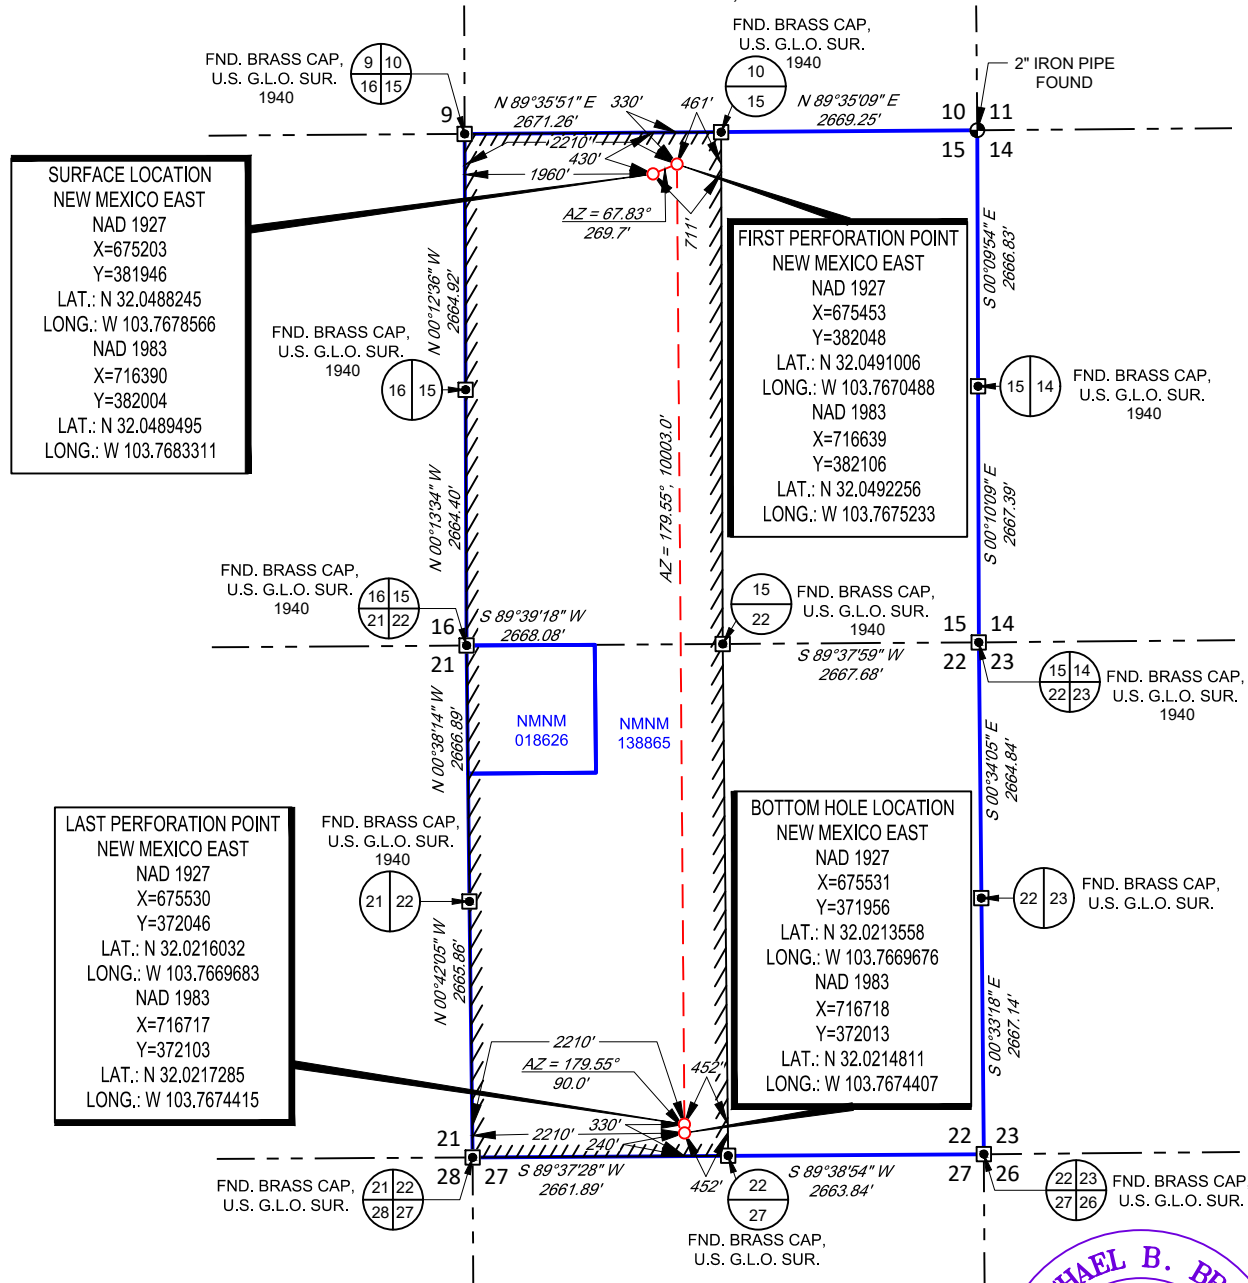 FND. BRASS CAP,
U.S. G.L.O. SUR.
1940
9 10
16 15
FND. BRASS CAP,
U.S. G.L.O. SUR.
1940
10
15
2" IRON PIPE
FOUND
9
N 89°35'51" E
2671.26'
330'
461'
N 89°35'09" E
2669.25'
10 11
15 14
2210'
430'
1960'
AZ = 67.83°
269.7'
711'
SURFACE LOCATION
NEW MEXICO EAST
NAD 1927
X=675203
Y=381946
LAT.: N 32.0488245
LONG.: W 103.7678566
NAD 1983
X=716390
Y=382004
LAT.: N 32.0489495
LONG.: W 103.7683311
FIRST PERFORATION POINT
NEW MEXICO EAST
NAD 1927
X=675453
Y=382048
LAT.: N 32.0491006
LONG.: W 103.7670488
NAD 1983
X=716639
Y=382106
LAT.: N 32.0492256
LONG.: W 103.7675233
N 00°12'36" W
2664.92'
S 00°09'54" E
2666.83'
FND. BRASS CAP,
U.S. G.L.O. SUR.
1940
16 15
15 14
FND. BRASS CAP,
U.S. G.L.O. SUR.
1940
N 00°13'34" W
2664.40'
AZ = 179.55°, 10003.0'
S 00°10'09" E
2667.39'
FND. BRASS CAP,
U.S. G.L.O. SUR.
1940
16 15
21 22
16
21
S 89°39'18" W
2668.08'
15
22
FND. BRASS CAP,
U.S. G.L.O. SUR.
1940
S 89°37'59" W
2667.68'
15 14
22 23
15 14
22 23
FND. BRASS CAP,
U.S. G.L.O. SUR.
1940
N 00°38'14" W
2666.89'
NMNM
018626
NMNM
138865
S 00°34'05" E
2664.84'
LAST PERFORATION POINT
NEW MEXICO EAST
NAD 1927
X=675530
Y=372046
LAT.: N 32.0216032
LONG.: W 103.7669683
NAD 1983
X=716717
Y=372103
LAT.: N 32.0217285
LONG.: W 103.7674415
FND. BRASS CAP,
U.S. G.L.O. SUR.
1940
21 22
BOTTOM HOLE LOCATION
NEW MEXICO EAST
NAD 1927
X=675531
Y=371956
LAT.: N 32.0213558
LONG.: W 103.7669676
NAD 1983
X=716718
Y=372013
LAT.: N 32.0214811
LONG.: W 103.7674407
22 23
FND. BRASS CAP,
U.S. G.L.O. SUR.
N 00°42'05" W
2665.86'
S 00°33'18" E
2667.14'
2210'
AZ = 179.55°
90.0'
452'
330'
2210'
240'
21
28 27
S 89°37'28" W
2661.89'
452'
S 89°38'54" W
2663.84'
22 23
27 26
FND. BRASS CAP,
U.S. G.L.O. SUR.
21 22
28 27
22
27
FND. BRASS CAP,
U.S. G.L.O. SUR.
22 23
27 26
FND. BRASS CAP,
U.S. G.L.O. SUR.
B.